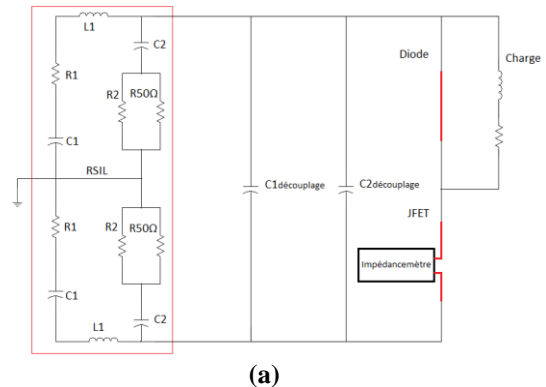 L1
C2
R1
R2
R50Ω
C1
RSIL
Diode
Charge
C1découplage
C2découplage
JFET
Impédancemètre
R1
R2
R50Ω
C1
C2
L1
(a)